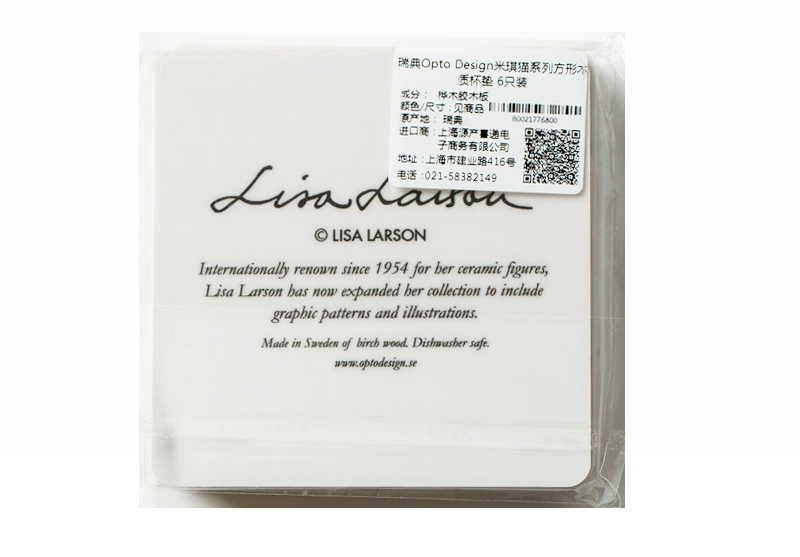 瑞典Opto Design米琪猫系列方形木
质杯垫 6只装
成分： 桦木胶木板
颜色/尺寸：见商品
B0021776800
原产地： 瑞典
进口商：上海源产喜递电
子商务有限公司
地址：上海市建业路416号
电话：021-58382149
Lisa Larson
© LISA LARSON
Internationally renown since 1954 for her ceramic figures,
Lisa Larson has now expanded her collection to include
graphic patterns and illustrations.
Made in Sweden of birch wood. Dishwasher safe.
www.optodesign.se